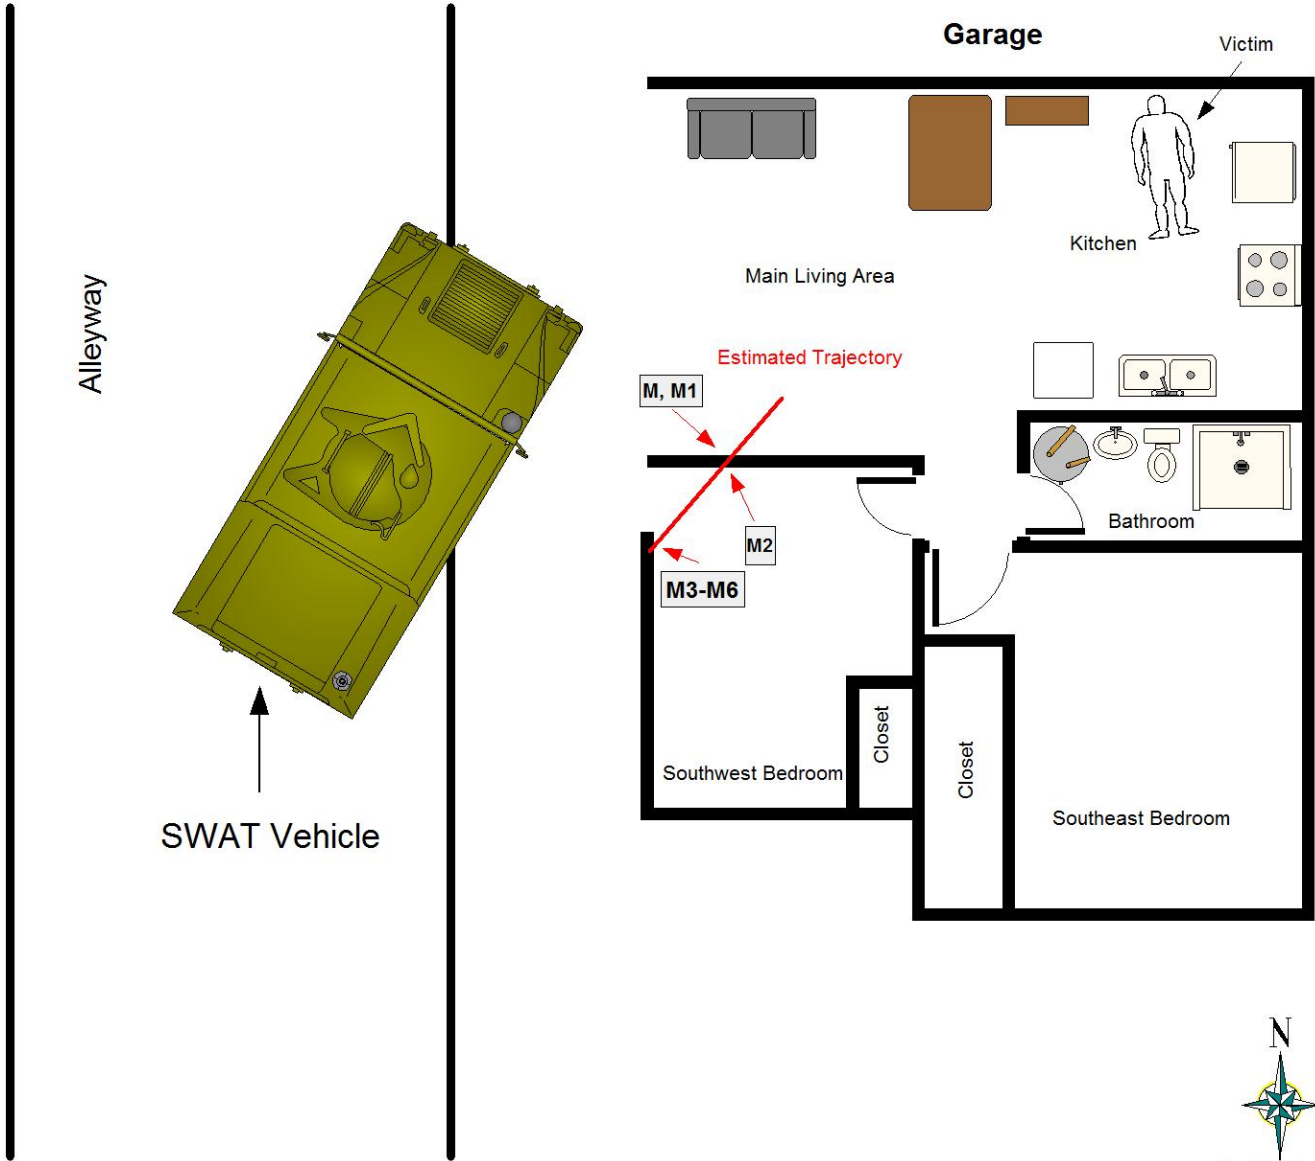 Garage
Victim
Alleyway
Kitchen
Main Living Area
Estimated Trajectory
M, M1
M2
M3-M6
Bathroom
Closet
Closet
Southwest Bedroom
Southeast Bedroom
SWAT Vehicle
N